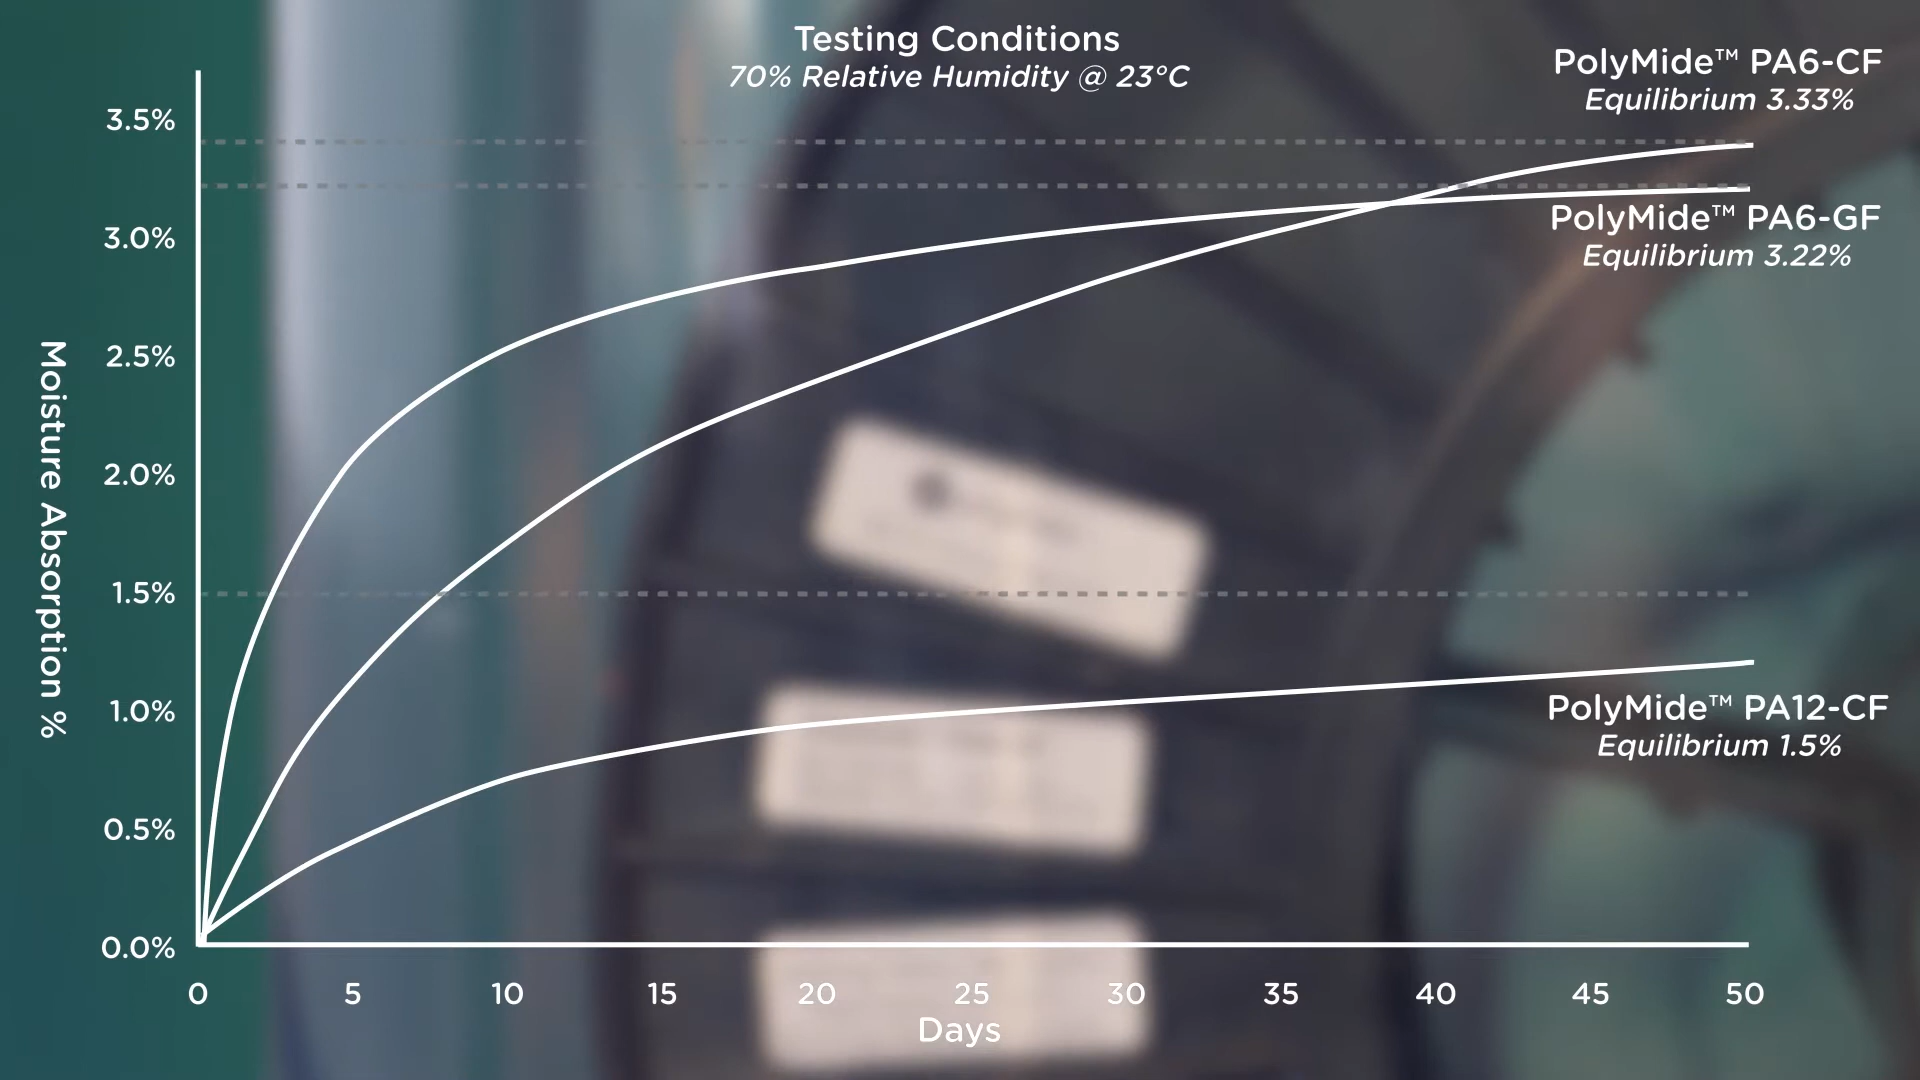 Testing Conditions
70% Relative Humidity @ 23°C
PolyMide™ PA6-CF
Equilibrium 3.33%
PolyMide™ PA6-GF
Equilibrium 3.22%
PolyMide™ PA12-CF
Equilibrium 1.5%
Moisture Absorption %
3.5%
3.0%
2.5%
2.0%
1.5%
1.0%
0.5%
0.0%
0 5 10 15 20 25 30 35 40 45 50
Days